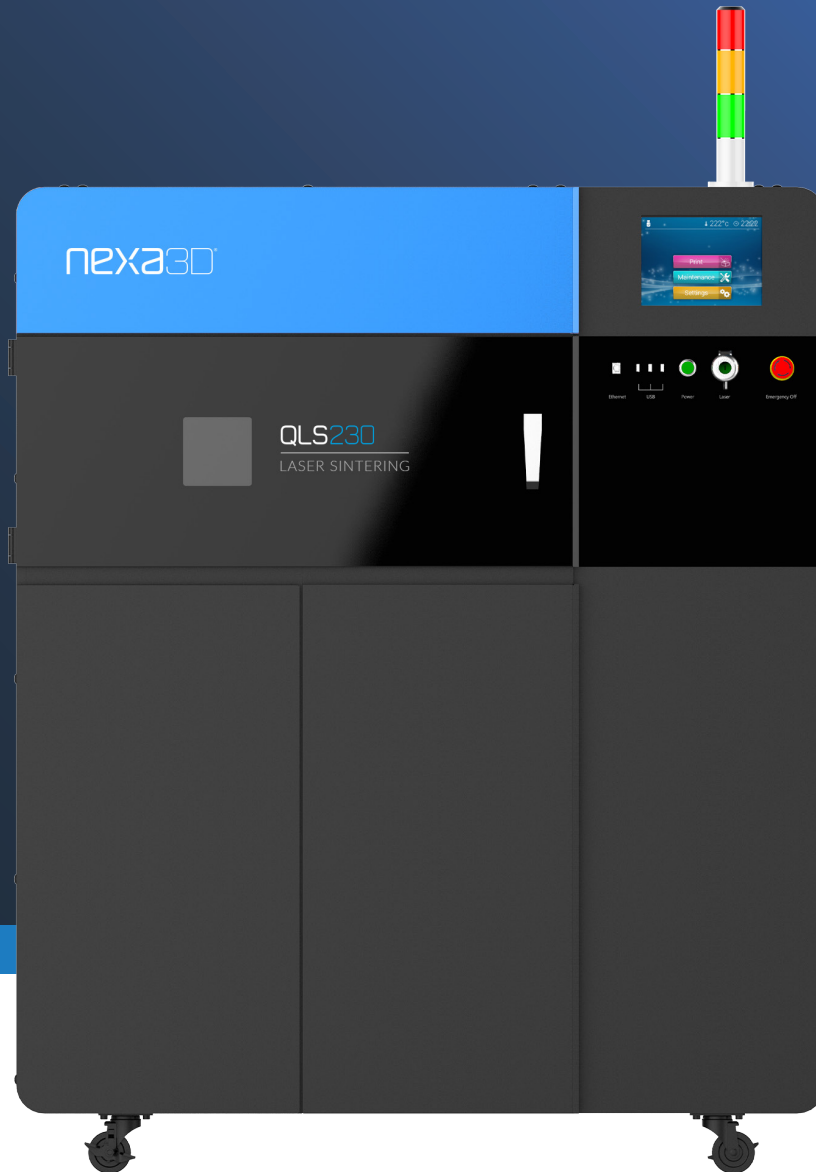 nexa3D
222°c 22:22
Print
Maintenance
Settings
Ethernet USB Power Laser Emergency Off
QLS230
LASER SINTERING